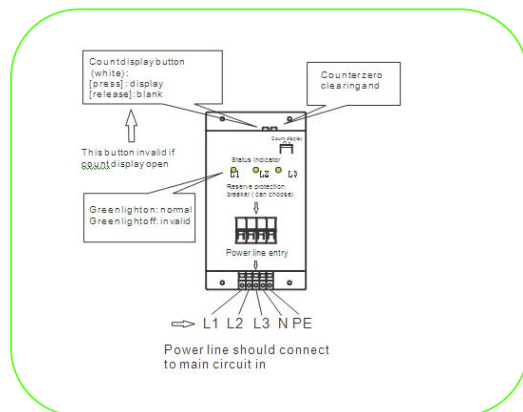 Countdisplay button
(white):
[press]: display
[release]: blank
Counterzero
clearingand
This button invalid if
count display open
Count display
Status indicator
L1 L2 L3
Reserve protection
breaker (can choose)
Greenlighton: normal
Greenlightoff: invalid
Power line entry
L1 L2 L3 N PE
Power line should connect
to main circuit in